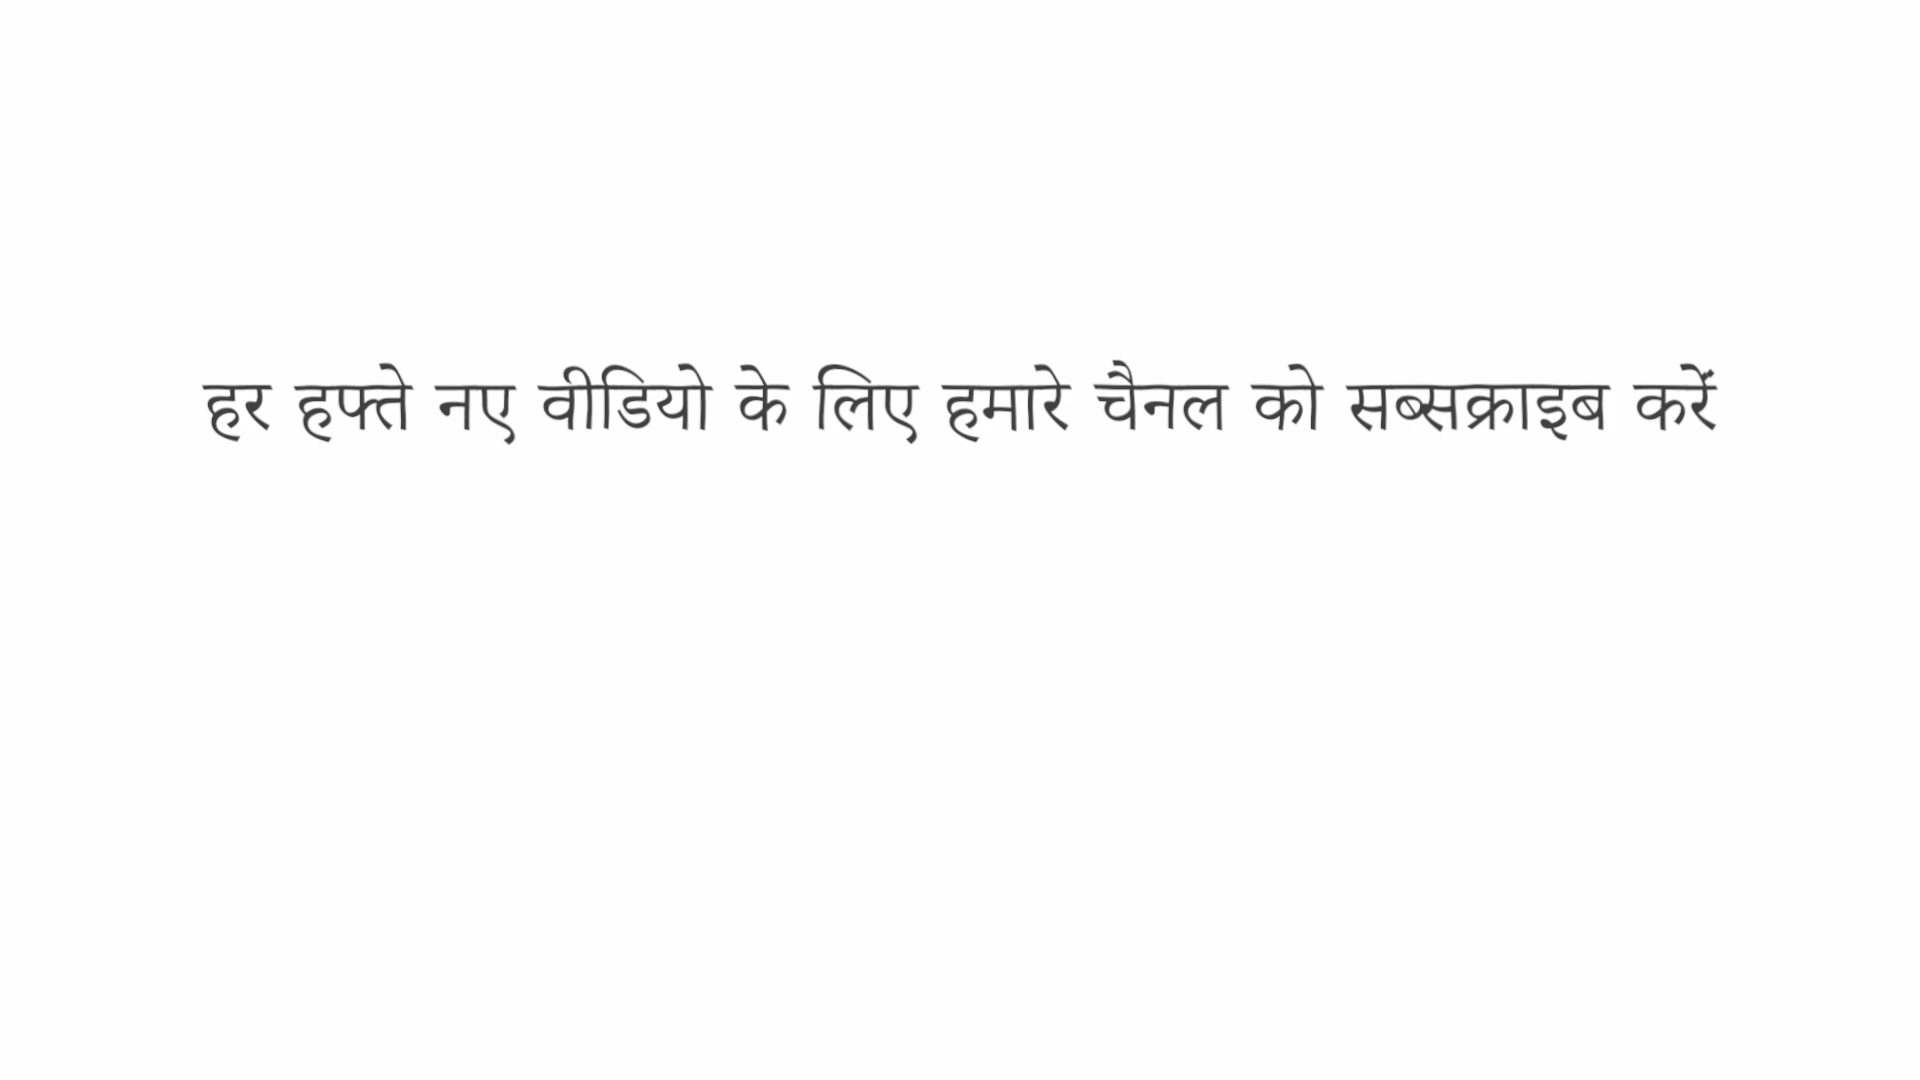 हर हफ्ते नए वीडियो के लिए हमारे चैनल को सब्सक्राइब करें